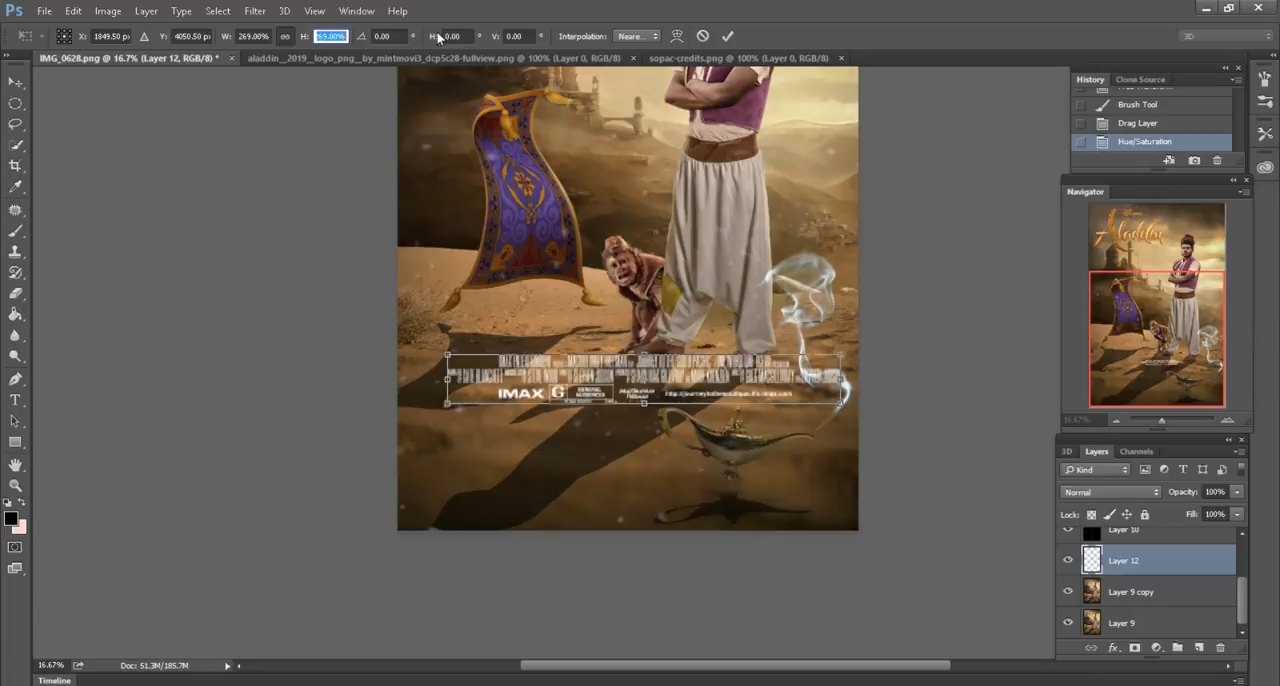 Ps File Edit Image Layer Type Select Filter 3D View Window Help
X: 1849.50 px Y: 4050.50 px W: 269.00% H: 269.00% 0.00 ° H: 0.00 ° V: 0.00 ° Interpolation: Neare... 3D
IMG_0628.png @ 16.7% (Layer 12, RGB/8) * × aladdin__2019__logo_png__by_mintmovi3_dcp5c28-fullview.png @ 100% (Layer 0, RGB/8) × sopac-credits.png @ 100% (Layer 0, RGB/8) ×
History Clone Source
Brush Tool
Drag Layer
Hue/Saturation
Navigator
Aladdin
IMAX G
16.67%
3D Layers Channels
Kind
Normal Opacity: 100%
Lock: Fill: 100%
Layer 10
Layer 12
Layer 9 copy
Layer 9
16.67% Doc: 51.3M/185.7M
Timeline